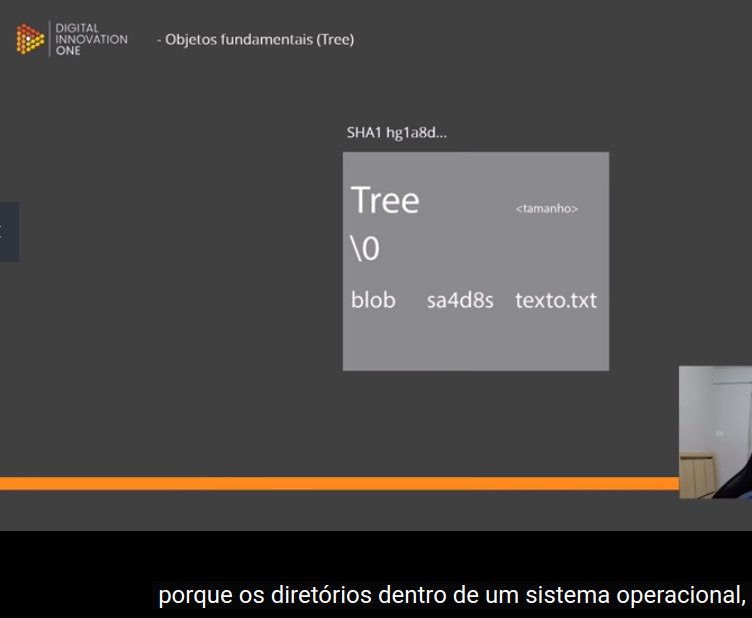 DIGITAL
INNOVATION
ONE
- Objetos fundamentais (Tree)
SHA1 hg1a8d...
Tree <tamanho>
\0
blob sa4d8s texto.txt
porque os diretórios dentro de um sistema operacional,